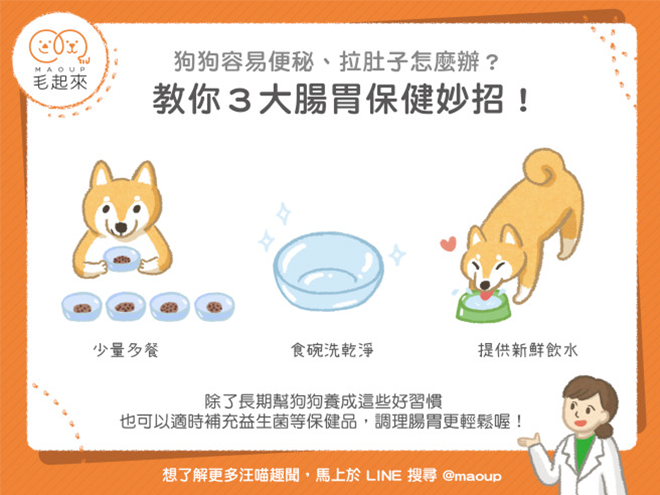 MAOUP
毛起來
狗狗容易便秘、拉肚子怎麼辦？
教你3大腸胃保健妙招！
少量多餐
食碗洗乾淨
提供新鮮飲水
除了長期幫狗狗養成這些好習慣
也可以適時補充益生菌等保健品，調理腸胃更輕鬆喔！
想了解更多汪喵趣聞，馬上於 LINE 搜尋 @maoup